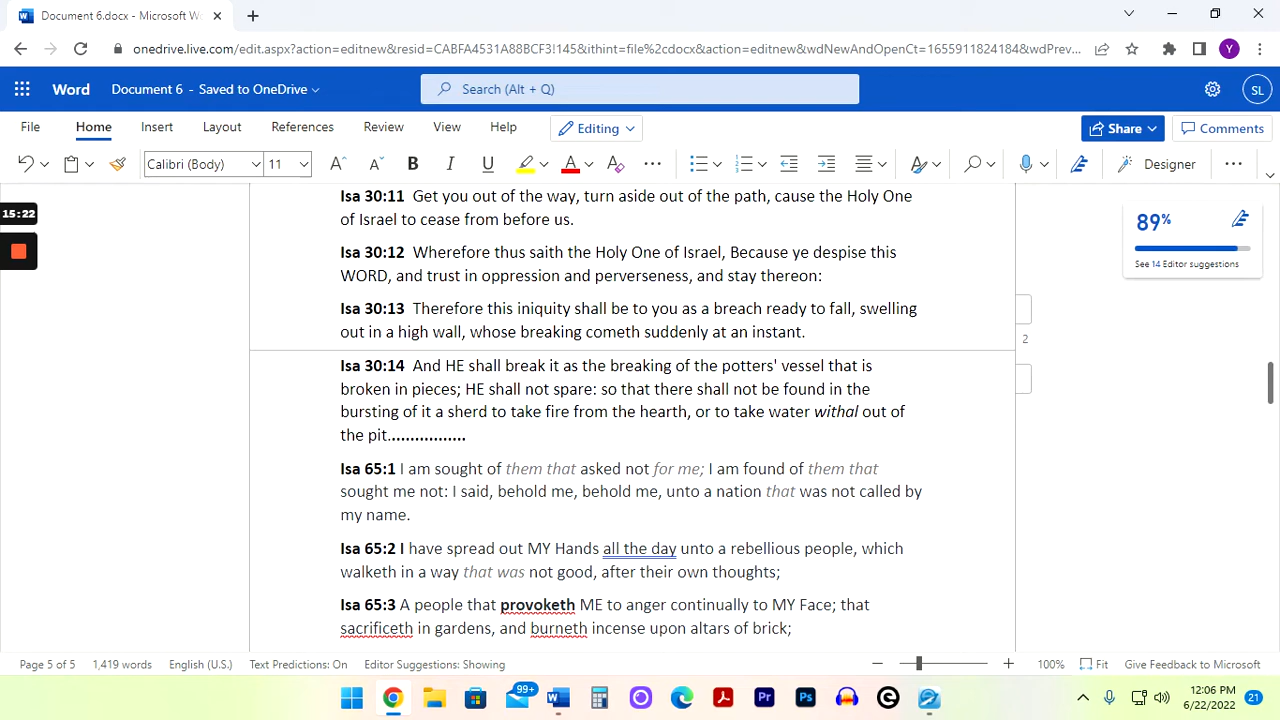 Document 6.docx - Microsoft W
onedrive.live.com/edit.aspx?action=editnew&resid=CABFA4531A88BCF3!145&ithint=file%2cdocx&action=editnew&wdNewAndOpenCt=1655911824184&wdPrev...
Y
Word Document 6 - Saved to OneDrive
Search (Alt + Q)
SL
File Home Insert Layout References Review View Help Editing Share Comments
Calibri (Body) 11 A A B I U A A Designer
15:22
Isa 30:11 Get you out of the way, turn aside out of the path, cause the Holy One
of Israel to cease from before us.
Isa 30:12 Wherefore thus saith the Holy One of Israel, Because ye despise this
WORD, and trust in oppression and perverseness, and stay thereon:
Isa 30:13 Therefore this iniquity shall be to you as a breach ready to fall, swelling
out in a high wall, whose breaking cometh suddenly at an instant.
Isa 30:14 And HE shall break it as the breaking of the potters' vessel that is
broken in pieces; HE shall not spare: so that there shall not be found in the
bursting of it a sherd to take fire from the hearth, or to take water withal out of
the pit................
Isa 65:1 I am sought of them that asked not for me; I am found of them that
sought me not: I said, behold me, behold me, unto a nation that was not called by
my name.
Isa 65:2 I have spread out MY Hands all the day unto a rebellious people, which
walketh in a way that was not good, after their own thoughts;
Isa 65:3 A people that provoketh ME to anger continually to MY Face; that
sacrificeth in gardens, and burneth incense upon altars of brick;
89%
See 14 Editor suggestions
2
Page 5 of 5 1,419 words English (U.S.) Text Predictions: On Editor Suggestions: Showing 100% Fit Give Feedback to Microsoft
99+
Pr
Ps
12:06 PM
6/22/2022
21